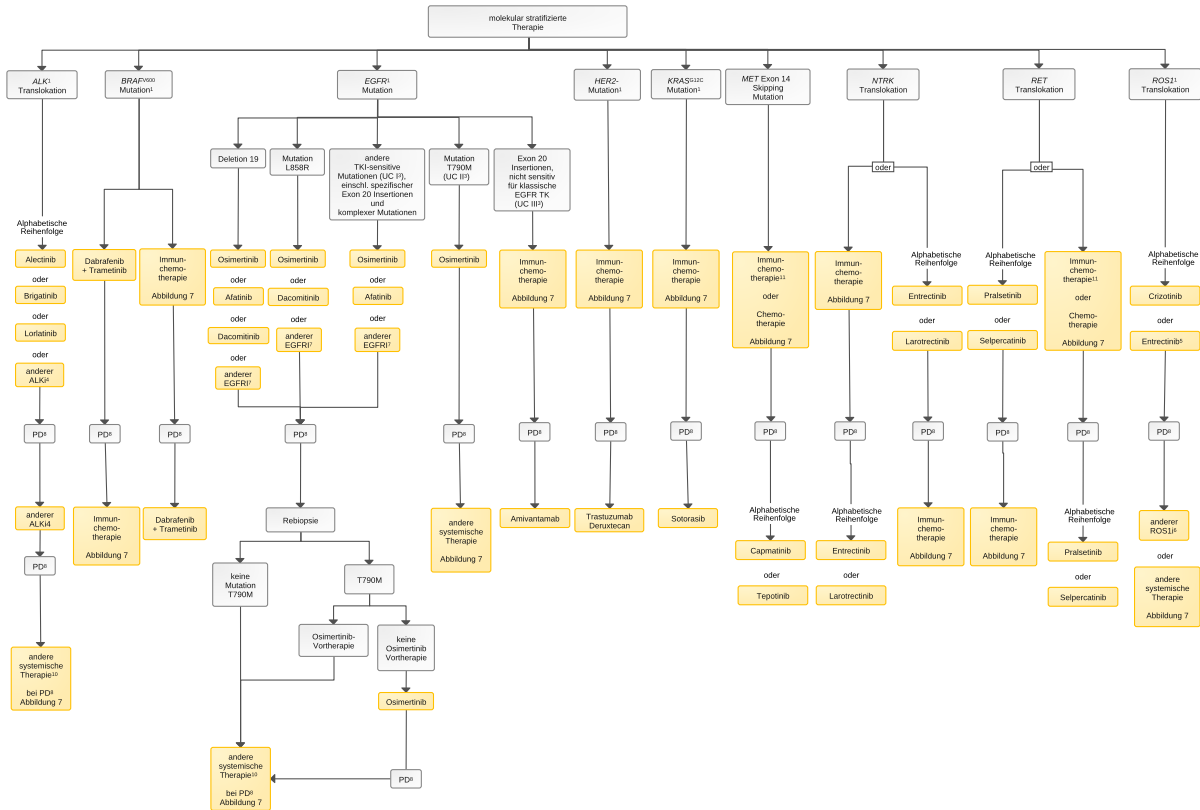 molekular stratifizierte
Therapie
ALK¹
Translokation
BRAFⱽ⁶⁰⁰
Mutation¹
EGFR¹
Mutation
HER2-
Mutation¹
KRASᴳ¹²ᶜ
Mutation¹
MET Exon 14
Skipping
Mutation
NTRK
Translokation
RET
Translokation
ROS1¹
Translokation
Deletion 19
Mutation
L858R
andere
TKI-sensitive
Mutationen (UC I³),
einschl. spezifischer
Exon 20 Insertionen
und
komplexer Mutationen
Mutation
T790M
(UC II³)
Exon 20
Insertionen,
nicht sensitiv
für klassische
EGFR TK
(UC III³)
oder
oder
Alphabetische
Reihenfolge
Alectinib
oder
Brigatinib
oder
Lorlatinib
oder
anderer
ALKi⁴
Dabrafenib
+ Trametinib
Immun-
chemo-
therapie
Abbildung 7
Osimertinib
oder
Afatinib
oder
Dacomitinib
oder
anderer
EGFRI⁷
Osimertinib
oder
Dacomitinib
oder
anderer
EGFRI⁷
Osimertinib
oder
Afatinib
oder
anderer
EGFRI⁷
Osimertinib
Immun-
chemo-
therapie
Abbildung 7
Immun-
chemo-
therapie
Abbildung 7
Immun-
chemo-
therapie
Abbildung 7
Immun-
chemo-
therapie¹¹
oder
Chemo-
therapie
Abbildung 7
Immun-
chemo-
therapie
Abbildung 7
Alphabetische
Reihenfolge
Entrectinib
oder
Larotrectinib
Alphabetische
Reihenfolge
Pralsetinib
oder
Selpercatinib
Immun-
chemo-
therapie¹¹
oder
Chemo-
therapie
Abbildung 7
Alphabetische
Reihenfolge
Crizotinib
oder
Entrectinib⁵
PD⁸
PD⁸
PD⁸
PD⁸
PD⁸
PD⁸
PD⁸
PD⁸
PD⁸
PD⁸
PD⁸
PD⁸
PD⁸
PD⁸
anderer
ALKi4
PD⁸
andere
systemische
Therapie¹⁰
bei PD⁸
Abbildung 7
Immun-
chemo-
therapie
Abbildung 7
Dabrafenib
+ Trametinib
Rebiopsie
keine
Mutation
T790M
T790M
Osimertinib-
Vortherapie
keine
Osimertinib
Vortherapie
Osimertinib
PD⁸
andere
systemische
Therapie¹⁰
bei PD⁸
Abbildung 7
andere
systemische
Therapie
Abbildung 7
Amivantamab
Trastuzumab
Deruxtecan
Sotorasib
Alphabetische
Reihenfolge
Capmatinib
oder
Tepotinib
Alphabetische
Reihenfolge
Entrectinib
oder
Larotrectinib
Immun-
chemo-
therapie
Abbildung 7
Immun-
chemo-
therapie
Abbildung 7
Alphabetische
Reihenfolge
Pralsetinib
oder
Selpercatinib
anderer
ROS1i⁶
oder
andere
systemische
Therapie
Abbildung 7